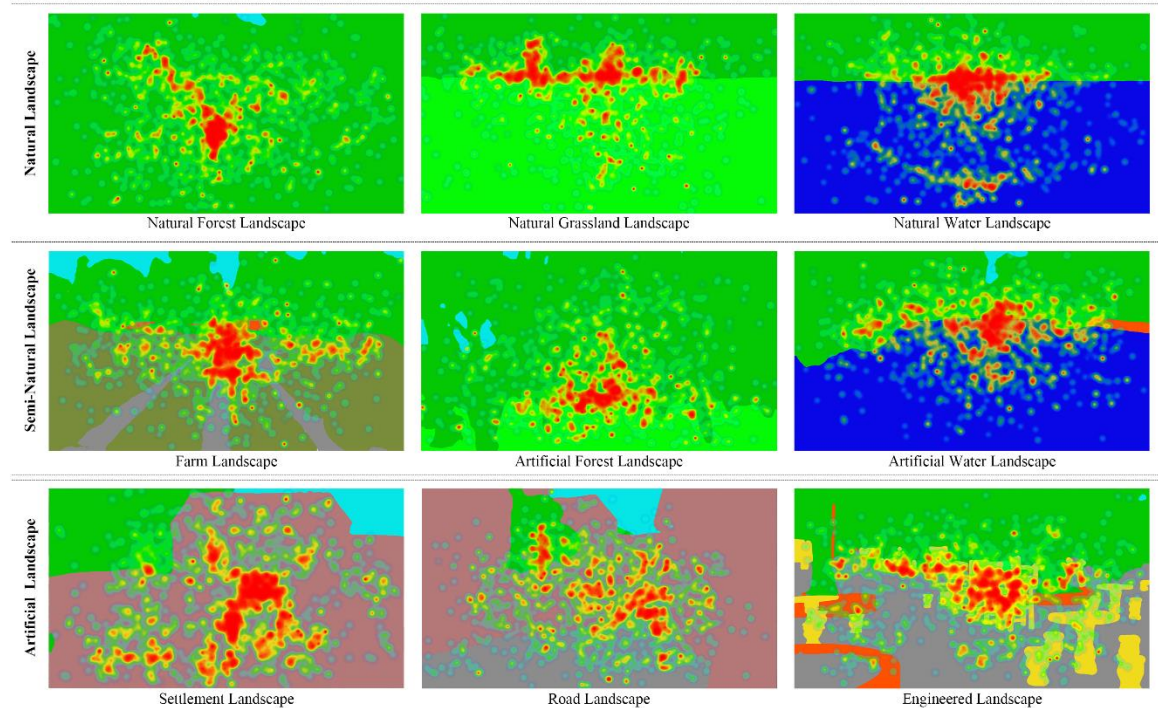 Natural Landscape
Natural Forest Landscape
Natural Grassland Landscape
Natural Water Landscape
Semi-Natural Landscape
Farm Landscape
Artificial Forest Landscape
Artificial Water Landscape
Artificial Landscape
Settlement Landscape
Road Landscape
Engineered Landscape